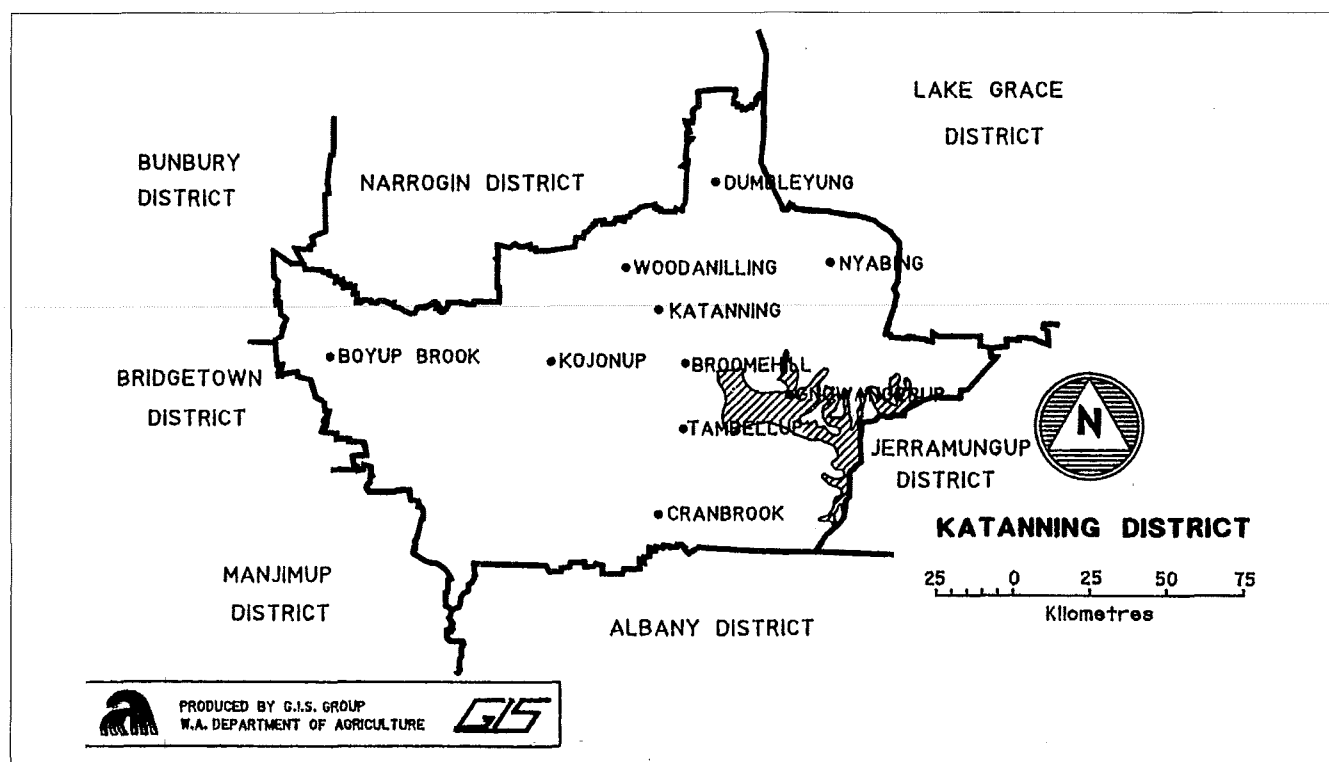 LAKE GRACE
DISTRICT
BUNBURY
DISTRICT
NARROGIN DISTRICT
DUMBLEYUNG
WOODANILLING
NYABING
KATANNING
BOYUP BROOK
KOJONUP
BROOMEHILL
BRIDGETOWN
DISTRICT
GNOWANGERUP
TAMBELLUP
N
JERRAMUNGUP
DISTRICT
CRANBROOK
KATANNING DISTRICT
MANJIMUP
DISTRICT
25 0 25 50 75
Kilometres
ALBANY DISTRICT
PRODUCED BY G.I.S. GROUP
W.A. DEPARTMENT OF AGRICULTURE
GIS